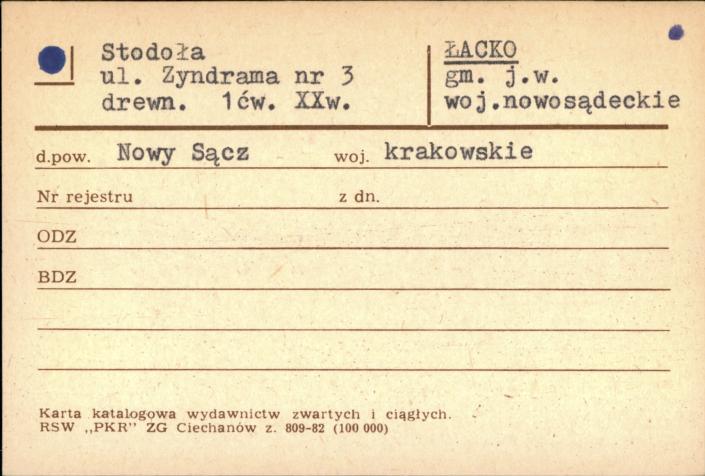 Stodoła
ul. Zyndrama nr 3
drewn. 1ćw. XXw.
ŁACKO
gm. j.w.
woj.nowosądeckie
d.pow. Nowy Sącz woj. krakowskie
Nr rejestru z dn.
ODZ
BDZ
Karta katalogowa wydawnictw zwartych i ciągłych.
RSW „PKR” ZG Ciechanów z. 809-82 (100 000)